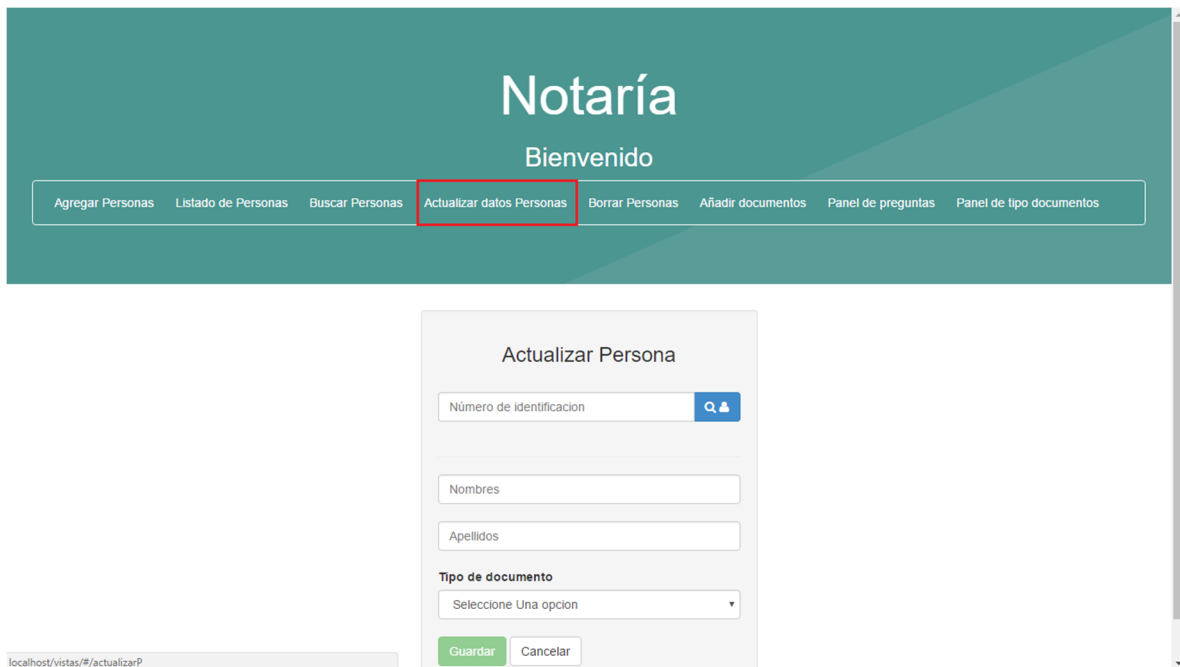 Notaría
Bienvenido
Agregar Personas Listado de Personas Buscar Personas Actualizar datos Personas Borrar Personas Añadir documentos Panel de preguntas Panel de tipo documentos
Actualizar Persona
Número de identificacion
Nombres
Apellidos
Tipo de documento
Seleccione Una opcion
Guardar Cancelar
localhost/vistas/#/actualizarP